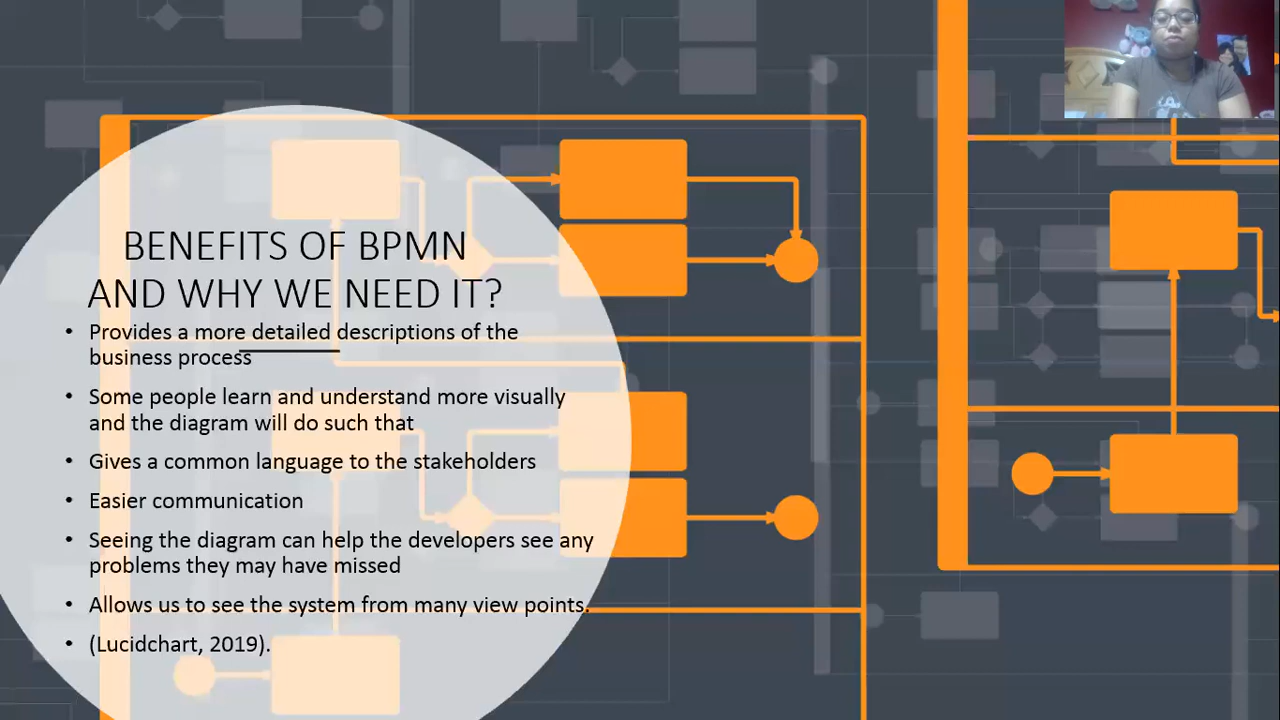 BENEFITS OF BPMN
AND WHY WE NEED IT?
• Provides a more detailed descriptions of the
business process
• Some people learn and understand more visually
and the diagram will do such that
• Gives a common language to the stakeholders
• Easier communication
• Seeing the diagram can help the developers see any
problems they may have missed
• Allows us to see the system from many view points.
• (Lucidchart, 2019).